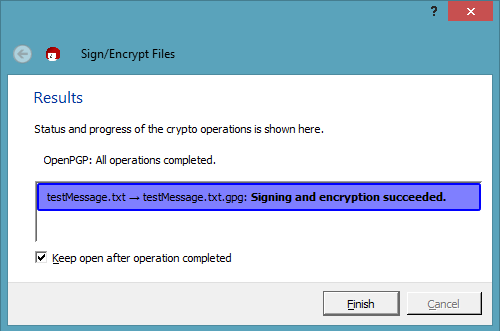 ?
Sign/Encrypt Files
Results
Status and progress of the crypto operations is shown here.
OpenPGP: All operations completed.
testMessage.txt → testMessage.txt.gpg: Signing and encryption succeeded.
Keep open after operation completed
Finish
Cancel